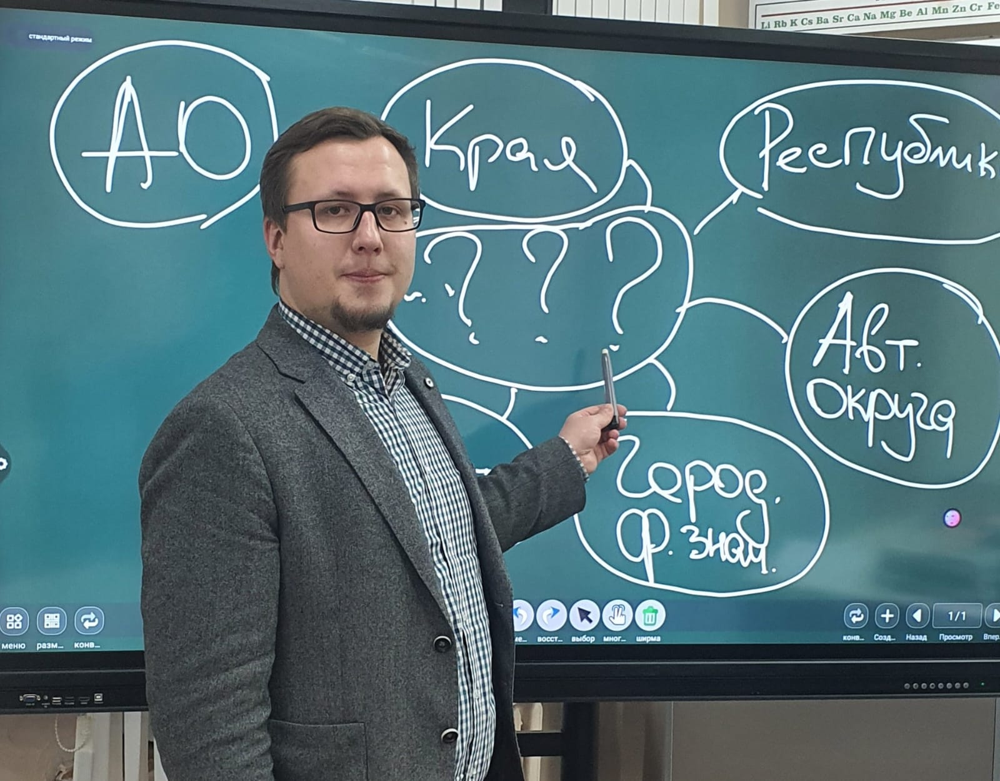 Li Rb K Cs Ba Sr Ca Na Mg Be Al Mn Zn Cr Fe
стандартный режим
АО
Края
Республик
? ? ?
Авт.
округа
Город.
Ф. знач.
меню разм... конв...
восст... выбор мног... ширма
конв... Созд... Назад 1/1 Просмотр Впер